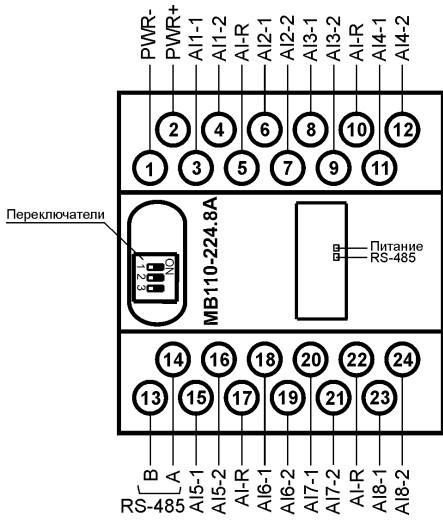 PWR-
PWR+
AI1-1
AI1-2
AI-R
AI2-1
AI2-2
AI3-1
AI3-2
AI-R
AI4-1
AI4-2
2 4 6 8 10 12
1 3 5 7 9 11
Переключатели
ON
1 2 3
МВ110-224.8А
Питание
RS-485
14 16 18 20 22 24
13 15 17 19 21 23
B
A
RS-485
AI5-1
AI5-2
AI-R
AI6-1
AI6-2
AI7-1
AI7-2
AI-R
AI8-1
AI8-2